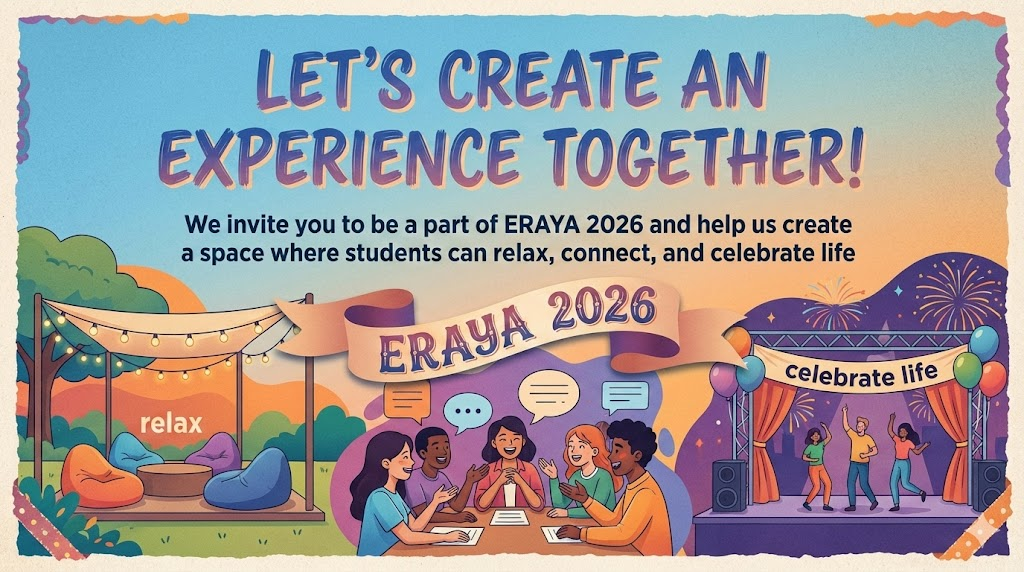 LET'S CREATE AN
EXPERIENCE TOGETHER!
We invite you to be a part of ERAYA 2026 and help us create
a space where students can relax, connect, and celebrate life
ERAYA 2026
relax
celebrate life